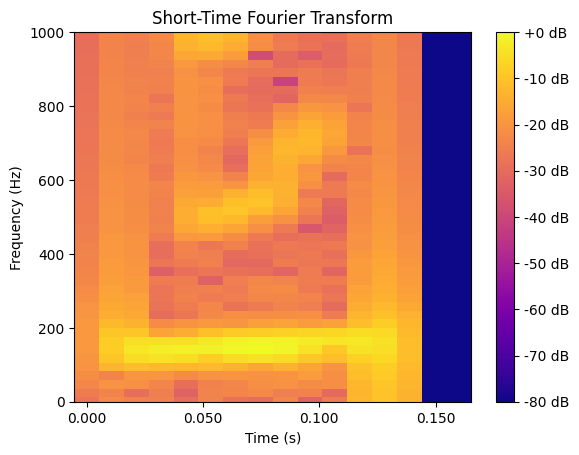 Short-Time Fourier Transform
1000
800
600
400
200
0
Frequency (Hz)
0.000
0.050
0.100
0.150
Time (s)
+0 dB
-10 dB
-20 dB
-30 dB
-40 dB
-50 dB
-60 dB
-70 dB
-80 dB